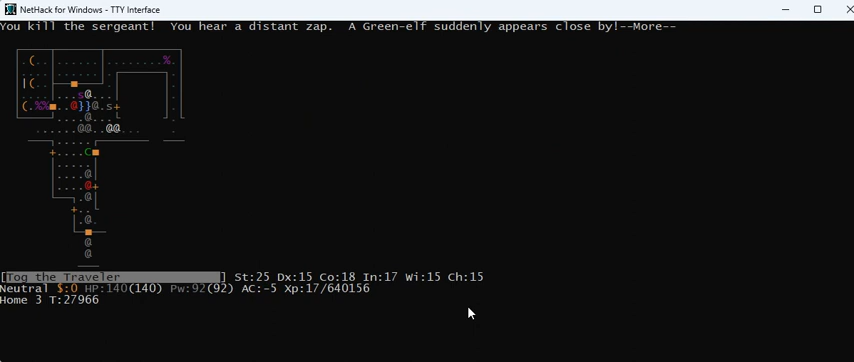 NetHack for Windows - TTY Interface
You kill the sergeant!  You hear a distant zap.  A Green-elf suddenly appears close by!--More--
[Tog the Traveler                    ] St:25 Dx:15 Co:18 In:17 Wi:15 Ch:15
Neutral $:0 HP:140(140) Pw:92(92) AC:-5 Xp:17/640156
Home 3 T:27966